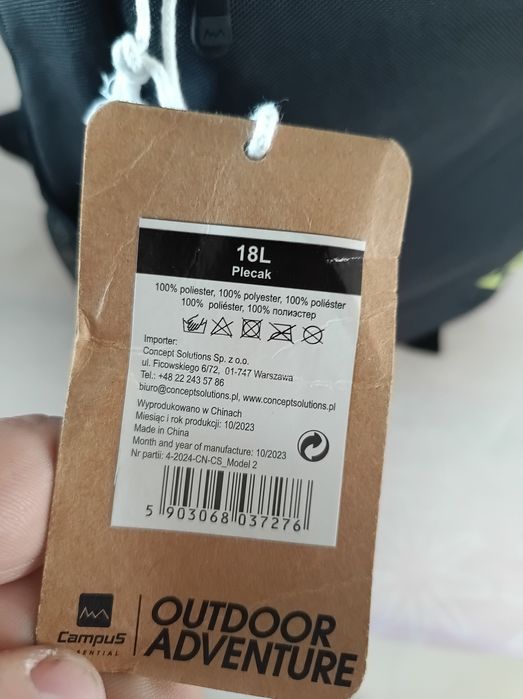 18L
Plecak
100% poliester, 100% polyester, 100% poliéster
100% poliéster, 100% полиэстер
Importer:
Concept Solutions Sp. z o.o.
ul. Ficowskiego 6/72, 01-747 Warszawa
Tel.: +48 22 243 57 86
biuro@conceptsolutions.pl, www.conceptsolutions.pl
Wyprodukowano w Chinach
Miesiąc i rok produkcji: 10/2023
Made in China
Month and year of manufacture: 10/2023
Nr partii: 4-2024-CN-CS_Model 2
5 903068 037276
CampuS
OUTDOOR
ADVENTURE